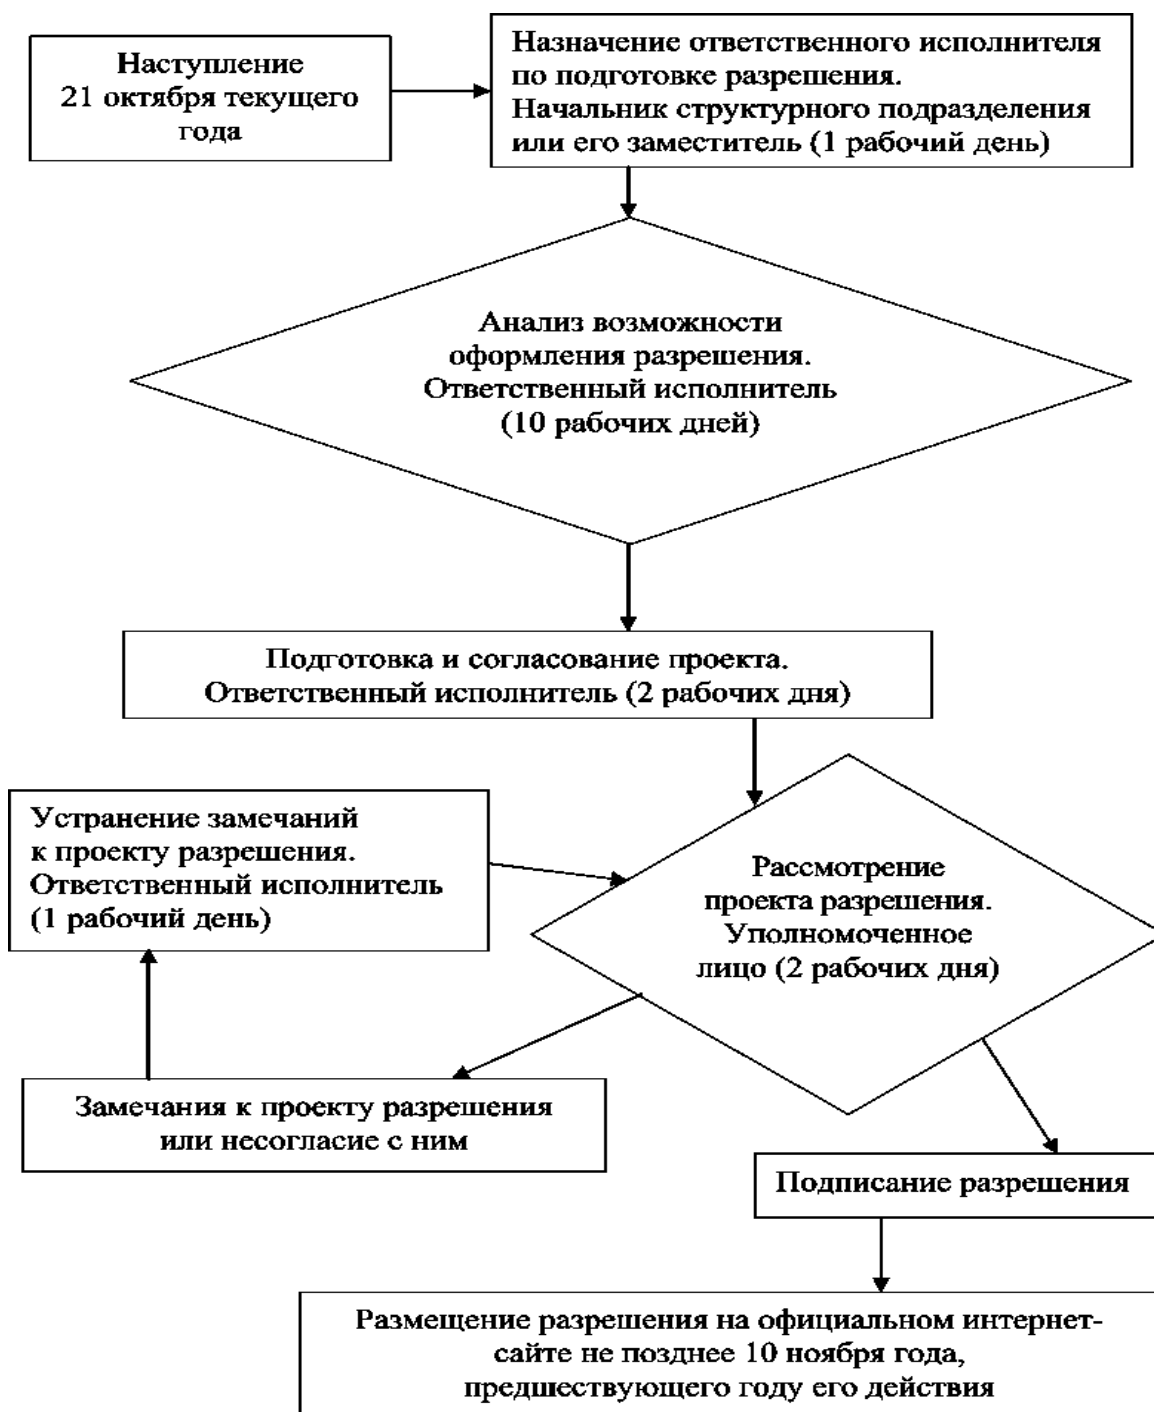 Наступление
21 октября текущего
года
Назначение ответственного исполнителя
по подготовке разрешения.
Начальник структурного подразделения
или его заместитель (1 рабочий день)
Анализ возможности
оформления разрешения.
Ответственный исполнитель
(10 рабочих дней)
Подготовка и согласование проекта.
Ответственный исполнитель (2 рабочих дня)
Устранение замечаний
к проекту разрешения.
Ответственный исполнитель
(1 рабочий день)
Рассмотрение
проекта разрешения.
Уполномоченное
лицо (2 рабочих дня)
Замечания к проекту разрешения
или несогласие с ним
Подписание разрешения
Размещение разрешения на официальном интернет-
сайте не позднее 10 ноября года,
предшествующего году его действия